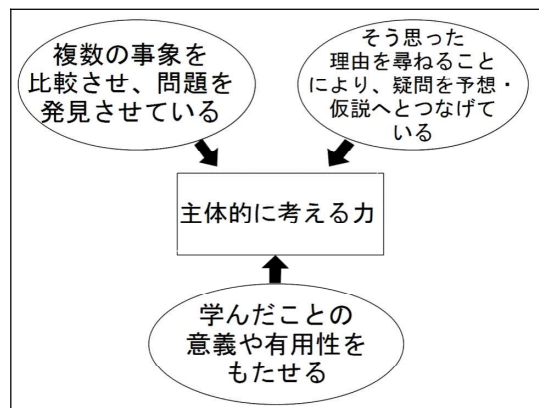 複数の事象を
比較させ、問題を
発見させている
そう思った
理由を尋ねること
により、疑問を予想・
仮説へとつなげて
いる
主体的に考える力
学んだことの
意義や有用性を
もたせる